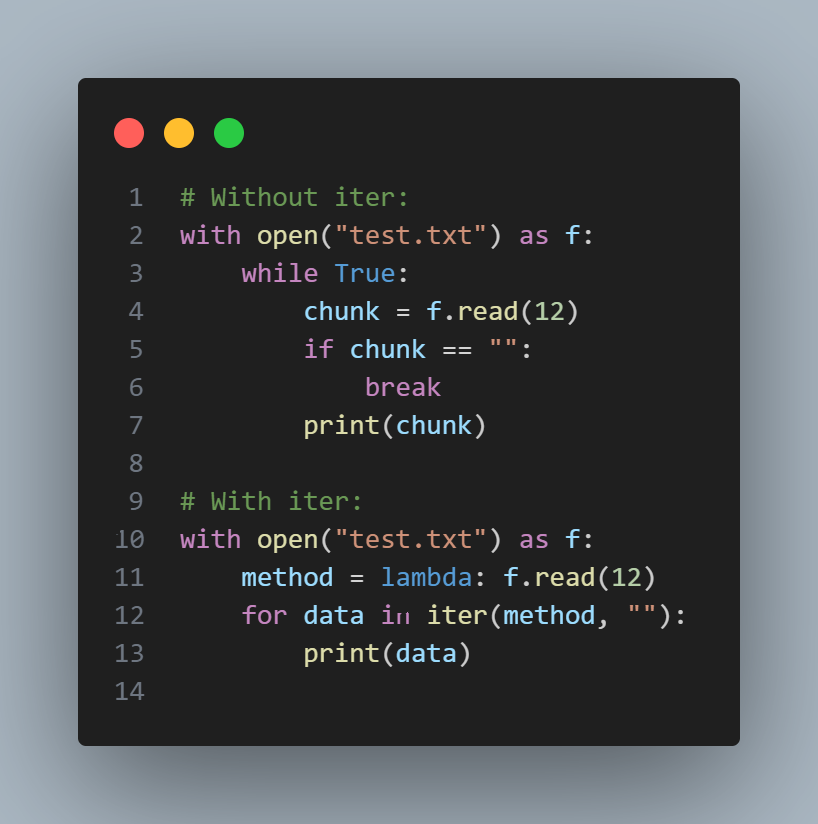 1 # Without iter:
2 with open("test.txt") as f:
3     while True:
4         chunk = f.read(12)
5         if chunk == "":
6             break
7         print(chunk)
8
9 # With iter:
10 with open("test.txt") as f:
11     method = lambda: f.read(12)
12     for data in iter(method, ""):
13         print(data)
14